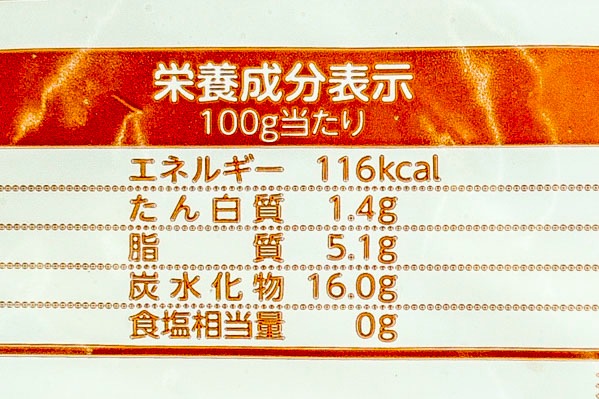 栄養成分表示
100g当たり
エネルギー 116kcal
たん白質 1.4g
脂質 5.1g
炭水化物 16.0g
食塩相当量 0g